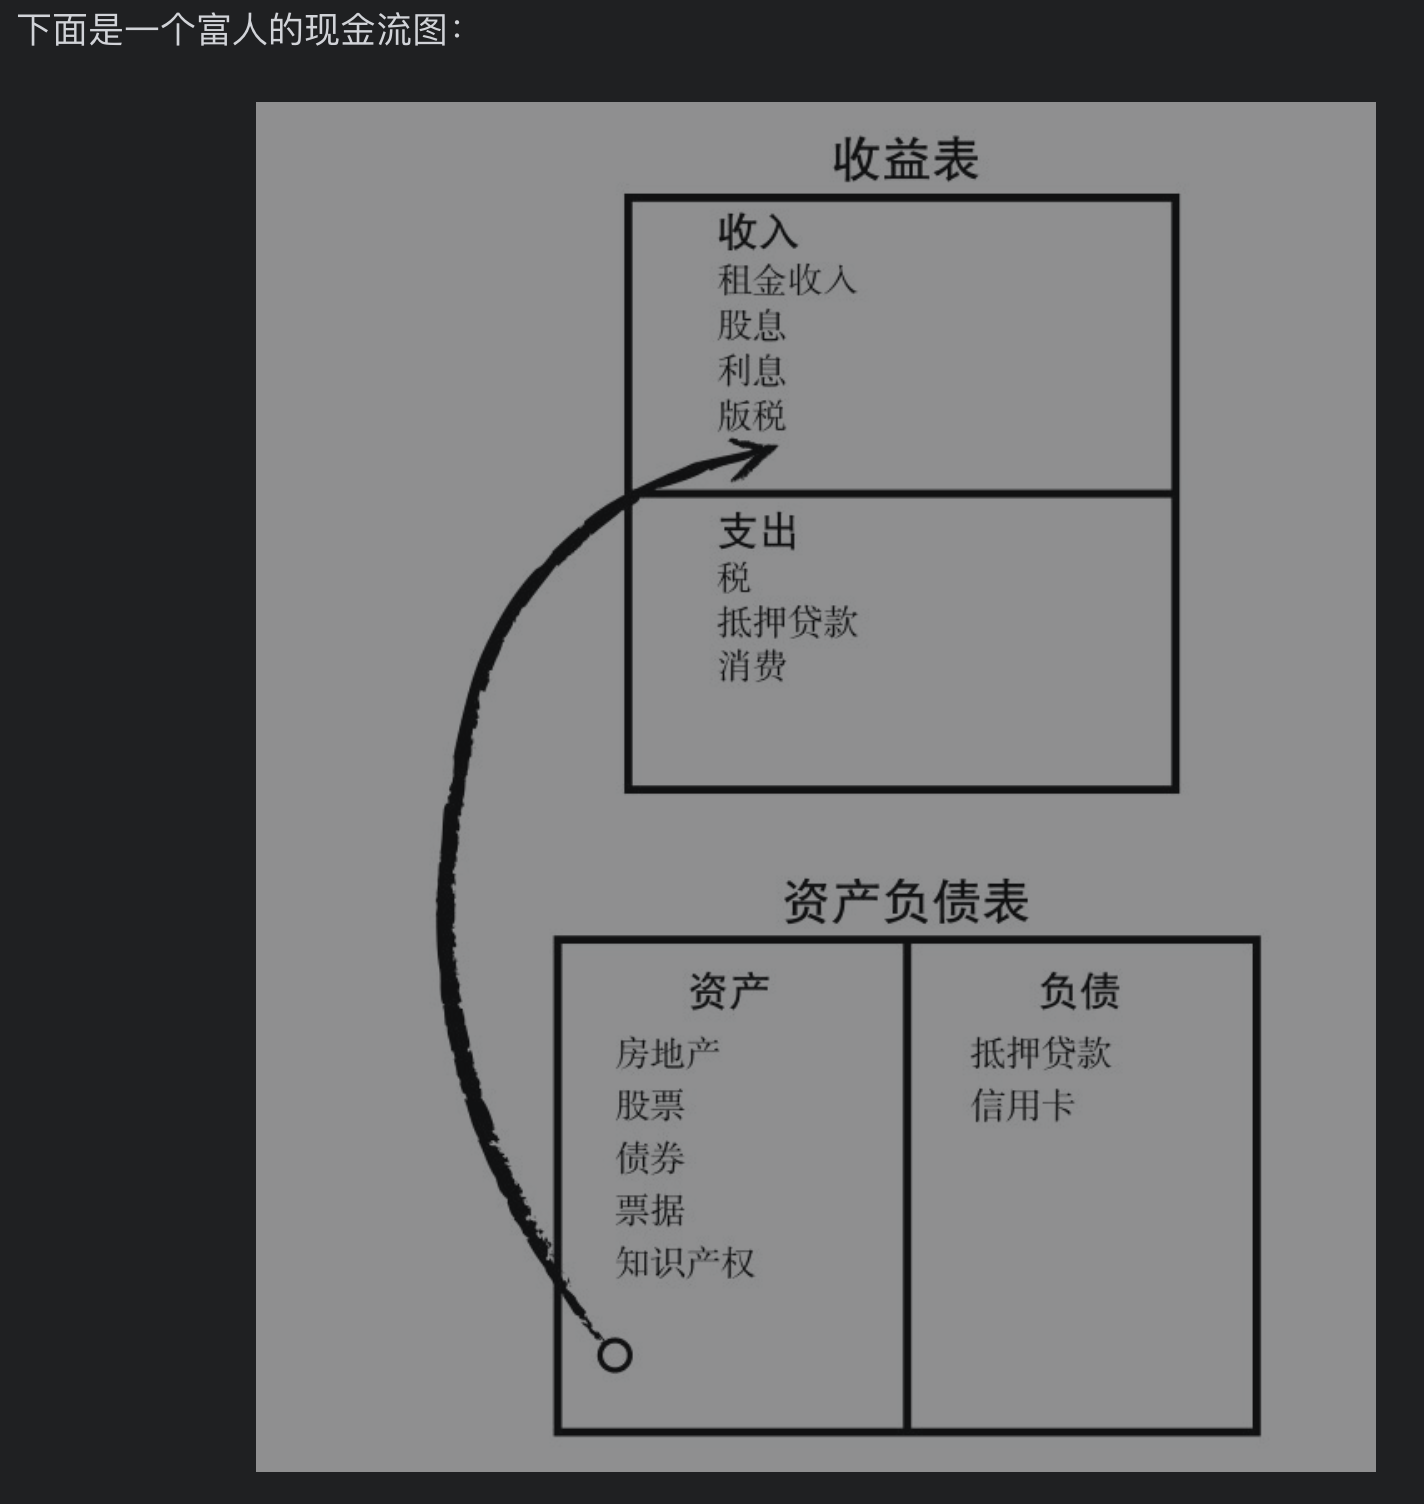 下面是一个富人的现金流图：
收益表
收入
租金收入
股息
利息
版税
支出
税
抵押贷款
消费
资产负债表
资产
房地产
股票
债券
票据
知识产权
负债
抵押贷款
信用卡